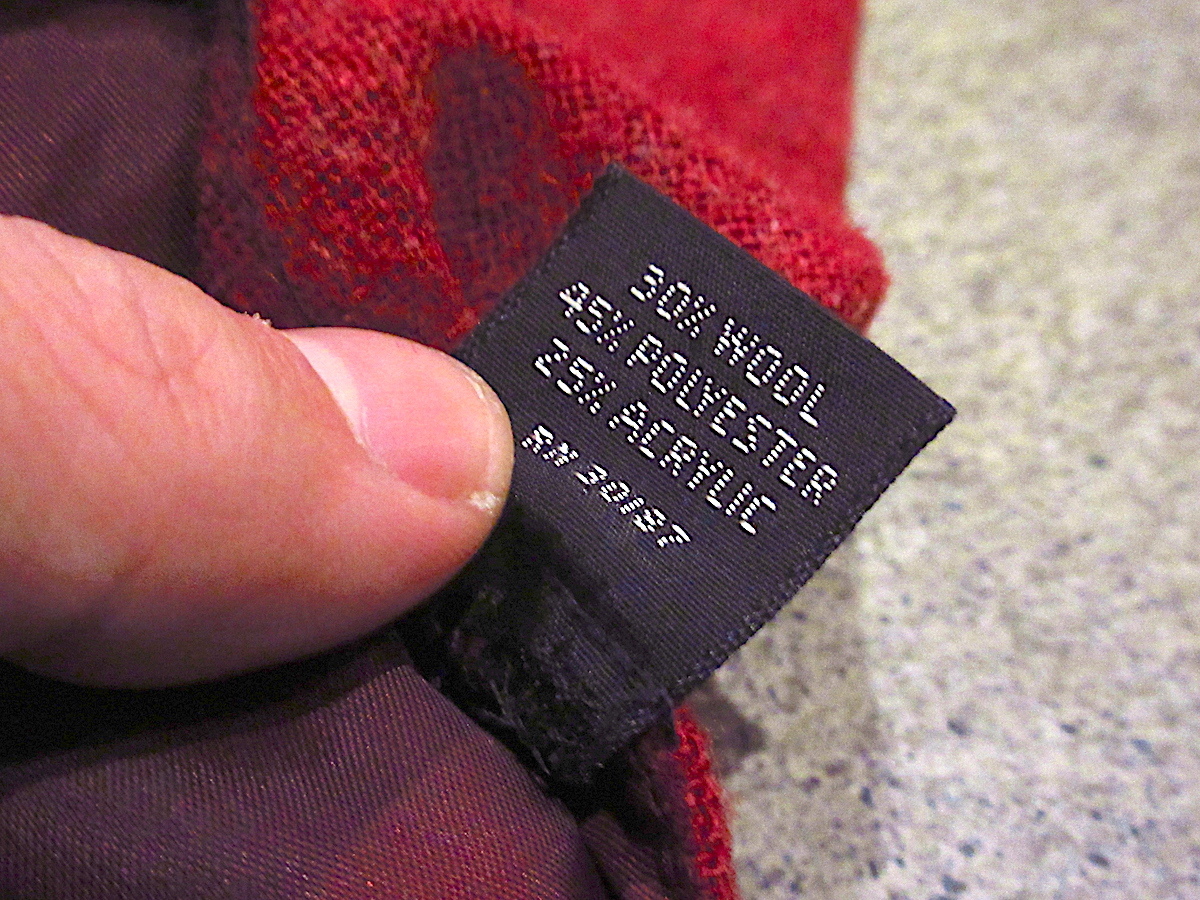 30% WOOL
45% POLYESTER
25% ACRYLIC
RN 30187